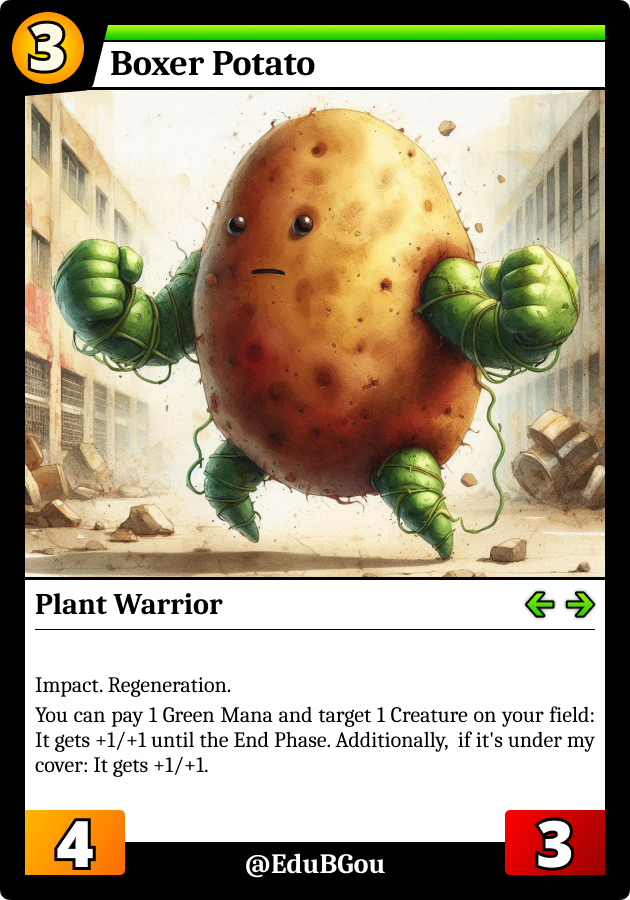 3
Boxer Potato
Plant Warrior
Impact. Regeneration.
You can pay 1 Green Mana and target 1 Creature on your field:
It gets +1/+1 until the End Phase. Additionally,  if it's under my
cover: It gets +1/+1.
4
@EduBGou
3